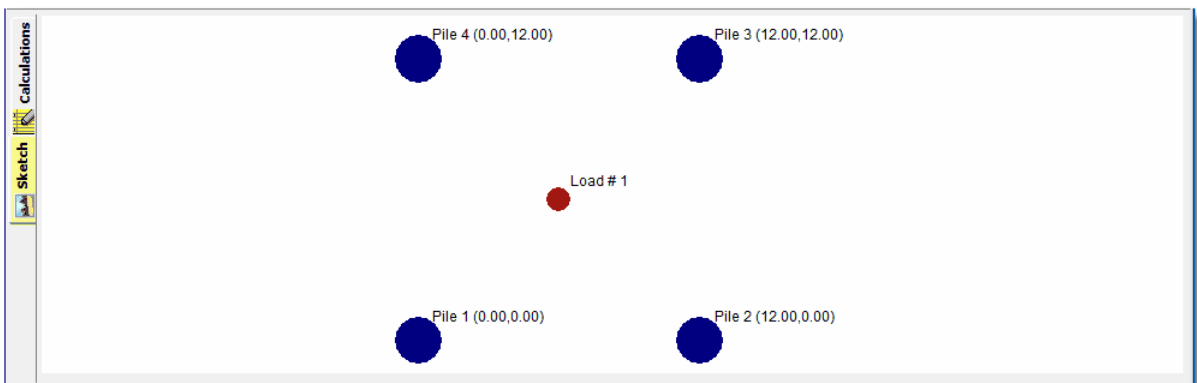 Calculations
Sketch
Pile 4 (0.00,12.00)
Pile 3 (12.00,12.00)
Load # 1
Pile 1 (0.00,0.00)
Pile 2 (12.00,0.00)